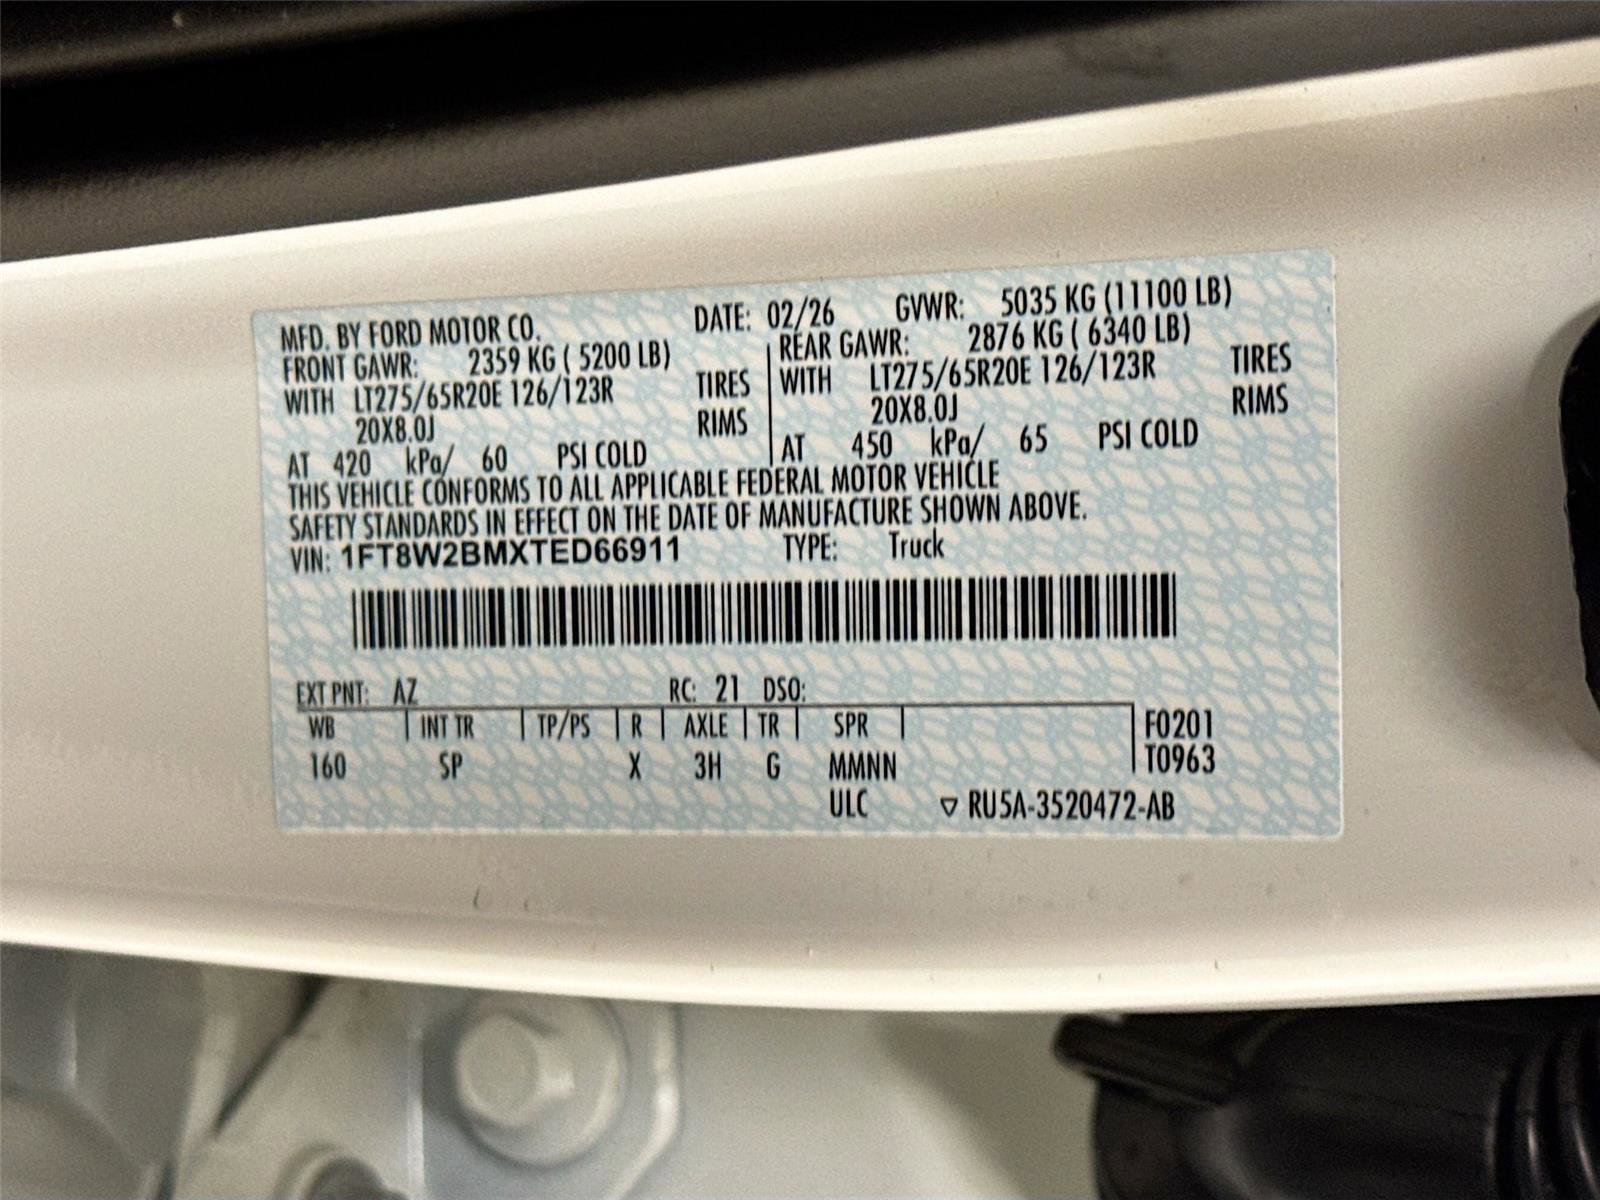 MFD. BY FORD MOTOR CO. DATE: 02/26 GVWR: 5035 KG (11100 LB)
FRONT GAWR: 2359 KG ( 5200 LB) REAR GAWR: 2876 KG ( 6340 LB)
WITH LT275/65R20E 126/123R TIRES WITH LT275/65R20E 126/123R TIRES
20X8.0J RIMS 20X8.0J RIMS
AT 420 kPa/ 60 PSI COLD AT 450 kPa/ 65 PSI COLD
THIS VEHICLE CONFORMS TO ALL APPLICABLE FEDERAL MOTOR VEHICLE
SAFETY STANDARDS IN EFFECT ON THE DATE OF MANUFACTURE SHOWN ABOVE.
VIN: 1FT8W2BMXTED66911 TYPE: Truck
EXT PNT: AZ RC: 21 DSO:
WB INT TR TP/PS R AXLE TR SPR F0201
160 SP X 3H G MMNN T0963
ULC ▽ RU5A-3520472-AB